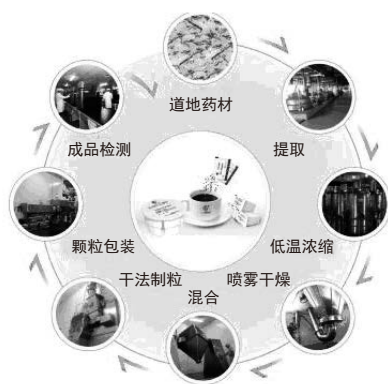 道地药材
提取
低温浓缩
喷雾干燥
混合
干法制粒
颗粒包装
成品检测